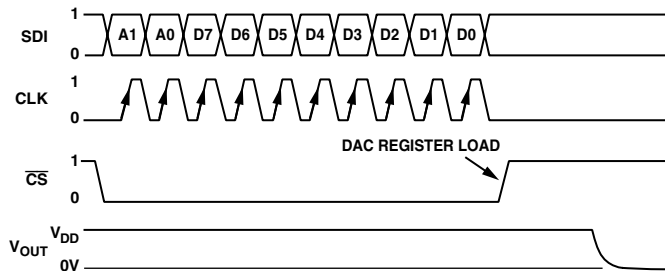 SDI 1 0 A1 A0 D7 D6 D5 D4 D3 D2 D1 D0
CLK 1 0
DAC REGISTER LOAD
CS 1 0
VOUT VDD 0V